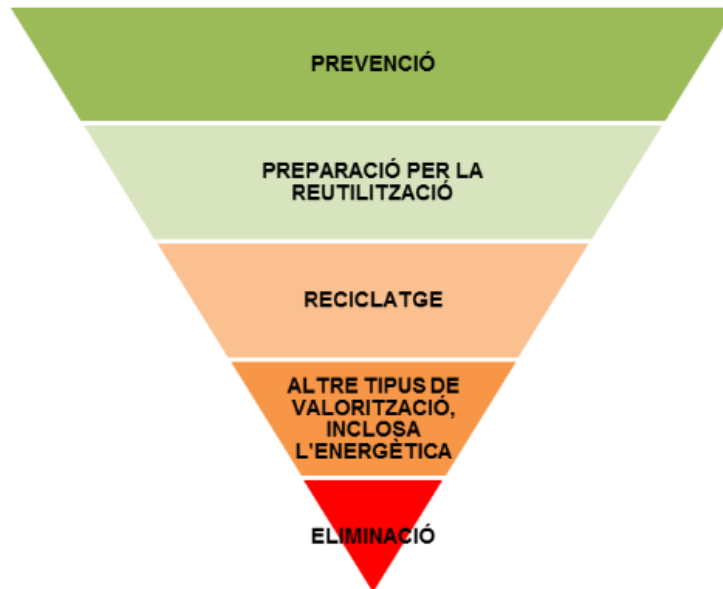 PREVENCIÓ
PREPARACIÓ PER LA
REUTILITZACIÓ
RECICLATGE
ALTRE TIPUS DE
VALORITZACIÓ,
INCLOSA
L'ENERGÈTICA
ELIMINACIÓ